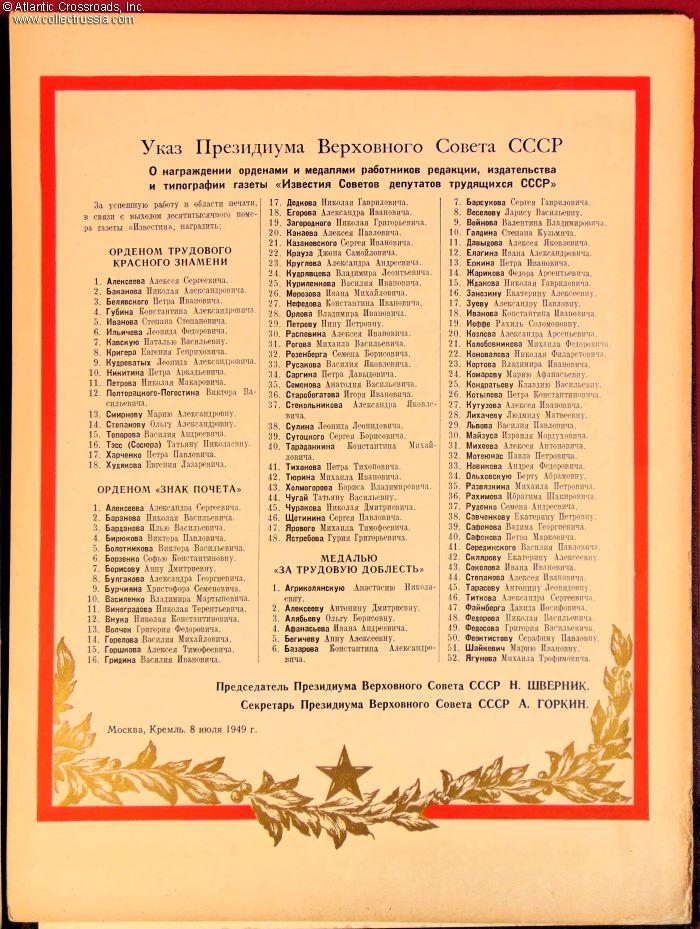 © Atlantic Crossroads, Inc.
www.collectrussia.com
Указ Президиума Верховного Совета СССР
О награждении орденами и медалями работников редакции, издательства
и типографии газеты «Известия Советов депутатов трудящихся СССР»
За успешную работу в области печати,
в связи с выходом десятитысячного номе-
ра газеты «Известия», наградить:
ОРДЕНОМ ТРУДОВОГО
КРАСНОГО ЗНАМЕНИ
1. Алексеева Алексея Сергеевича.
2. Баканова Николая Александровича.
3. Белявского Петра Ивановича.
4. Губина Константина Александровича.
5. Иванова Степана Степановича.
6. Ильичева Леонида Федоровича.
7. Кавскую Наталью Васильевну.
8. Кригера Евгения Генриховича.
9. Кудреватых Леонида Александровича.
10. Никитина Петра Аркадьевича.
11. Петрова Николая Макаровича.
12. Полторацкого-Погостина Виктора Ва-
сильевича.
13. Смирнову Марию Александровну.
14. Степанову Ольгу Александровну.
15. Топорова Василия Андреевича.
16. Тэсс (Сосюра) Татьяну Николаевну.
17. Харченко Петра Павловича.
18. Худякова Евгения Лазаревича.
ОРДЕНОМ «ЗНАК ПОЧЕТА»
1. Алексеева Александра Сергеевича.
2. Баранова Николая Васильевича.
3. Барданова Илью Васильевича.
4. Бирюкова Виктора Павловича.
5. Болотникова Виктора Васильевича.
6. Борзенко Софью Константиновну.
7. Борисову Анну Дмитриевну.
8. Булгакова Александра Георгиевича.
9. Бурчияна Христофора Семеновича.
10. Василенко Владимира Мартыновича.
11. Виноградова Николая Терентьевича.
12. Внука Николая Константиновича.
13. Волчек Григория Федоровича.
14. Горелова Василия Михайловича.
15. Горшкова Алексея Тимофеевича.
16. Гридина Василия Ивановича.
17. Дедкова Николая Гавриловича.
18. Егорова Александра Ивановича.
19. Загороднего Николая Григорьевича.
20. Канаева Алексея Павловича.
21. Казановского Сергея Ивановича.
22. Крауза Джона Самойловича.
23. Круглова Александра Андреевича.
24. Кудрявцева Владимира Леонтьевича.
25. Куриленкова Василия Ивановича.
26. Морозова Ивана Михайловича.
27. Нефедова Константина Ивановича.
28. Орлова Владимира Ивановича.
29. Петрову Нину Петровну.
30. Распевина Алексея Ивановича.
31. Рогова Михаила Васильевича.
32. Розенберга Семена Борисовича.
33. Русакова Василия Яковлевича.
34. Саргина Петра Давыдовича.
35. Семонова Анатолия Васильевича.
36. Старобогатова Игоря Ивановича.
37. Стекольникова Александра Яковле-
вича.
38. Сулина Леонида Леонидовича.
39. Сутоцкого Сергея Борисовича.
40. Тараданкина Константина Михай-
ловича.
41. Тихонова Петра Тихоновича.
42. Тюрина Михаила Ивановича.
43. Холмогорова Бориса Владимировича.
44. Чугай Татьяну Васильевну.
45. Чуракова Николая Дмитриевича.
46. Щетинина Сергея Павловича.
47. Ярового Михаила Тимофеевича.
48. Ястребова Гурия Григорьевича.
МЕДАЛЬЮ
«ЗА ТРУДОВУЮ ДОБЛЕСТЬ»
1. Агриколянскую Анастасию Никола-
евну.
2. Алексееву Антонину Дмитриевну.
3. Алябьеву Ольгу Борисовну.
4. Афанасьева Ивана Андреевича.
5. Бегичеву Анну Алексеевну.
6. Базарова Константина Александро-
вича.
7. Барсукова Сергея Гавриловича.
8. Веселову Ларису Васильевну.
9. Войнова Валентина Владимировича.
10. Галдина Степана Кузьмича.
11. Давыдова Алексея Яковлевича.
12. Елагина Ивана Александровича.
13. Еркина Петра Ивановича.
14. Жарикова Федора Арсентьевича.
15. Жданова Николая Гавриловича.
16. Занозину Екатерину Алексеевну.
17. Зуеву Александру Павловну.
18. Иванова Константина Ивановича.
19. Иоффе Рахиль Соломоновну.
20. Козлова Александра Арсеньевича.
21. Колобовникова Михаила Федоровича.
22. Коновалова Николая Филаретовича.
23. Кортова Владимира Ивановича.
24. Комарову Марию Афанасьевну.
25. Кондратьеву Клавдию Васильевну.
26. Котылева Петра Константиновича.
27. Кутузова Алексея Ивановича.
28. Лихачеву Людмилу Матвеевну.
29. Львова Василия Павловича.
30. Майзуса Израиля Мордуховича.
31. Михеева Алексея Антоновича.
32. Мотеюнас Павла Петровича.
33. Новикова Андрея Федоровича.
34. Ольховскую Берту Абрамовну.
35. Развязкина Михаила Петровича.
36. Рахимова Ибрагима Шакировича.
37. Руденко Семена Андреевича.
38. Савченкову Екатерину Петровну.
39. Сафонова Вадима Георгиевича.
40. Сафонова Петра Марковича.
41. Серединского Василия Павловича.
42. Склярову Екатерину Алексеевну.
43. Соколова Ивана Ивановича.
44. Степанова Алексея Ивановича.
45. Тарасову Антонину Леонидовну.
46. Титкова Александра Сергеевича.
47. Файнберга Давида Иосифовича.
48. Федорова Николая Васильевича.
49. Федосова Григория Васильевича.
50. Феоктистову Серафиму Павловну.
51. Шайкевич Марию Ивановну.
52. Ягунова Михаила Трофимовича.
Председатель Президиума Верховного Совета СССР Н. ШВЕРНИК.
Секретарь Президиума Верховного Совета СССР А. ГОРКИН.
Москва, Кремль. 8 июля 1949 г.